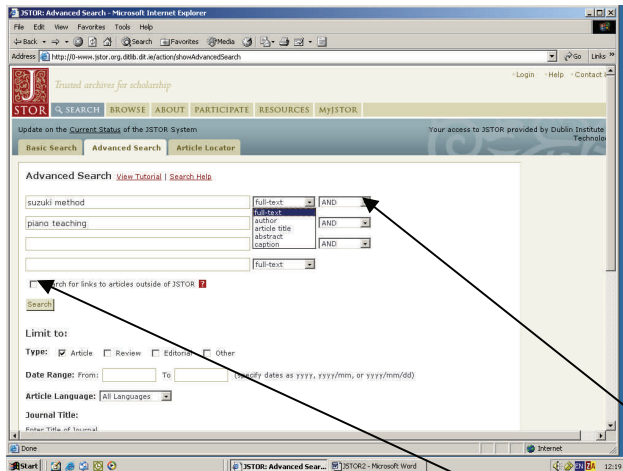 JSTOR: Advanced Search - Microsoft Internet Explorer
File Edit View Favorites Tools Help
Back Search Favorites Media
Address http://0-www.jstor.org.ditlib.dit.ie/action/showAdvancedSearch Go Links »
Login Help Contact
Trusted archives for scholarship
STOR SEARCH BROWSE ABOUT PARTICIPATE RESOURCES MyJSTOR
Update on the Current Status of the JSTOR System Your access to JSTOR provided by Dublin Institute
Basic Search Advanced Search Article Locator
Advanced Search View Tutorial | Search Help
suzuki method full-text AND
full-text
piano teaching author AND
article title
abstract
caption AND
full-text
rch for links to articles outside of JSTOR ?
Search
Limit to:
Type: Article Review Editorial Other
Date Range: From: To (specify dates as yyyy, yyyy/mm, or yyyy/mm/dd)
Article Language: All Languages
Journal Title:
Enter Title of Journal
Done Internet
Start JSTOR: Advanced Sear... JSTOR2 - Microsoft Word EN 12:19